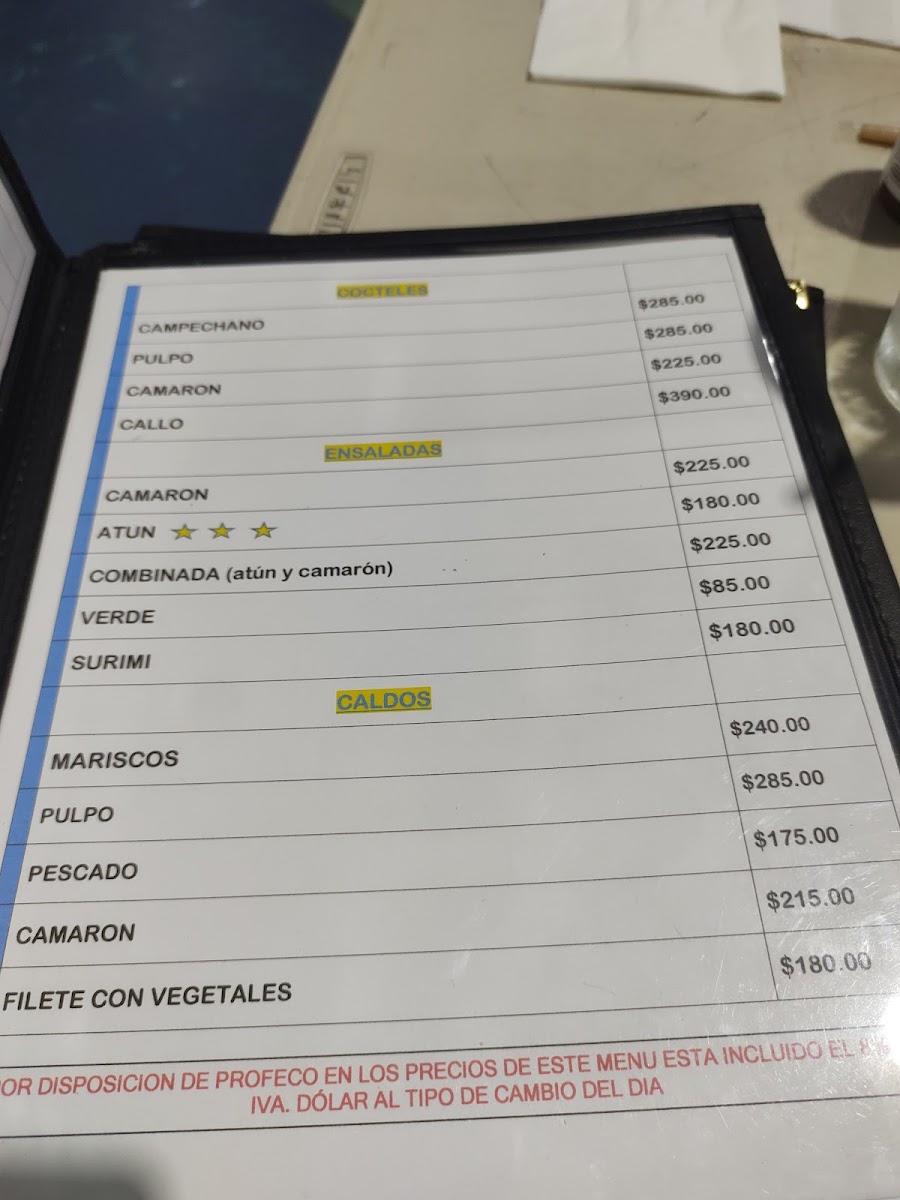 COCTELES
CAMPECHANO $285.00
PULPO $285.00
CAMARON $225.00
CALLO $390.00
ENSALADAS
CAMARON $225.00
ATUN $180.00
COMBINADA (atún y camarón) $225.00
VERDE $85.00
SURIMI $180.00
CALDOS
MARISCOS $240.00
PULPO $285.00
PESCADO $175.00
CAMARON $215.00
FILETE CON VEGETALES $180.00
OR DISPOSICION DE PROFECO EN LOS PRECIOS DE ESTE MENU ESTA INCLUIDO EL 8%
IVA. DÓLAR AL TIPO DE CAMBIO DEL DIA